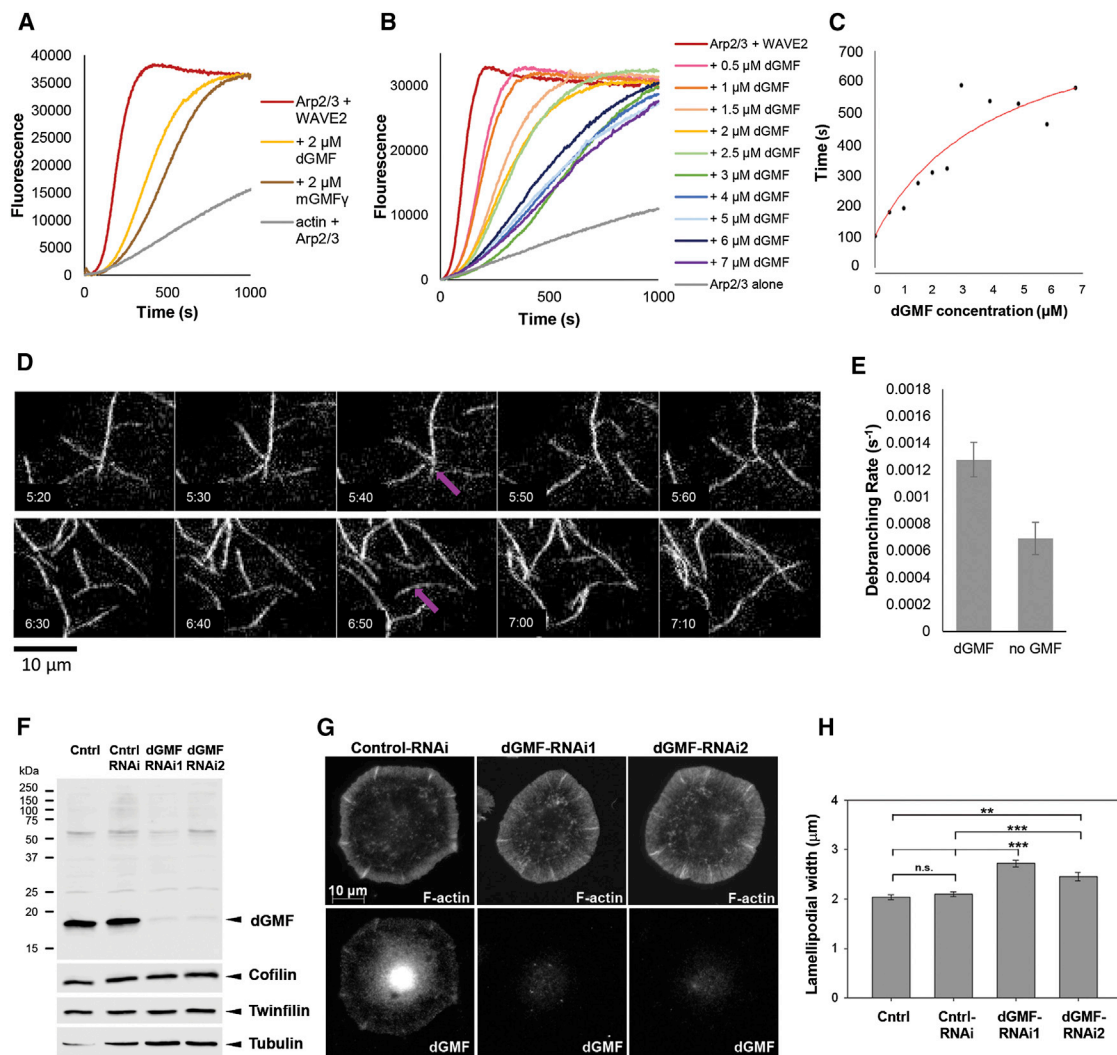 A
40000
35000
30000
25000
20000
15000
10000
5000
0
Fluorescence
0
500
1000
Time (s)
Arp2/3 +
WAVE2
+ 2 μM
dGMF
+ 2 μM
mGMFγ
actin +
Arp2/3
B
30000
20000
10000
0
Flourescence
0
500
1000
Time (s)
Arp2/3 + WAVE2
+ 0.5 μM dGMF
+ 1 μM dGMF
+ 1.5 μM dGMF
+ 2 μM dGMF
+ 2.5 μM dGMF
+ 3 μM dGMF
+ 4 μM dGMF
+ 5 μM dGMF
+ 6 μM dGMF
+ 7 μM dGMF
Arp2/3 alone
C
700
600
500
400
300
200
100
0
Time (s)
0 1 2 3 4 5 6 7
dGMF concentration (μM)
D
5:20
5:30
5:40
5:50
5:60
6:30
6:40
6:50
7:00
7:10
10 μm
E
0.0018
0.0016
0.0014
0.0012
0.001
0.0008
0.0006
0.0004
0.0002
0
Debranching Rate (s⁻¹)
dGMF
no GMF
F
Cntrl
Cntrl
RNAi
dGMF
RNAi1
dGMF
RNAi2
kDa
250
150
100
75
50
37
25
20
15
dGMF
Cofilin
Twinfilin
Tubulin
G
Control-RNAi
dGMF-RNAi1
dGMF-RNAi2
10 μm
F-actin
F-actin
F-actin
dGMF
dGMF
dGMF
H
4
3
2
1
0
Lamellipodial width (μm)
**
***
***
n.s.
Cntrl
Cntrl-
RNAi
dGMF-
RNAi1
dGMF-
RNAi2